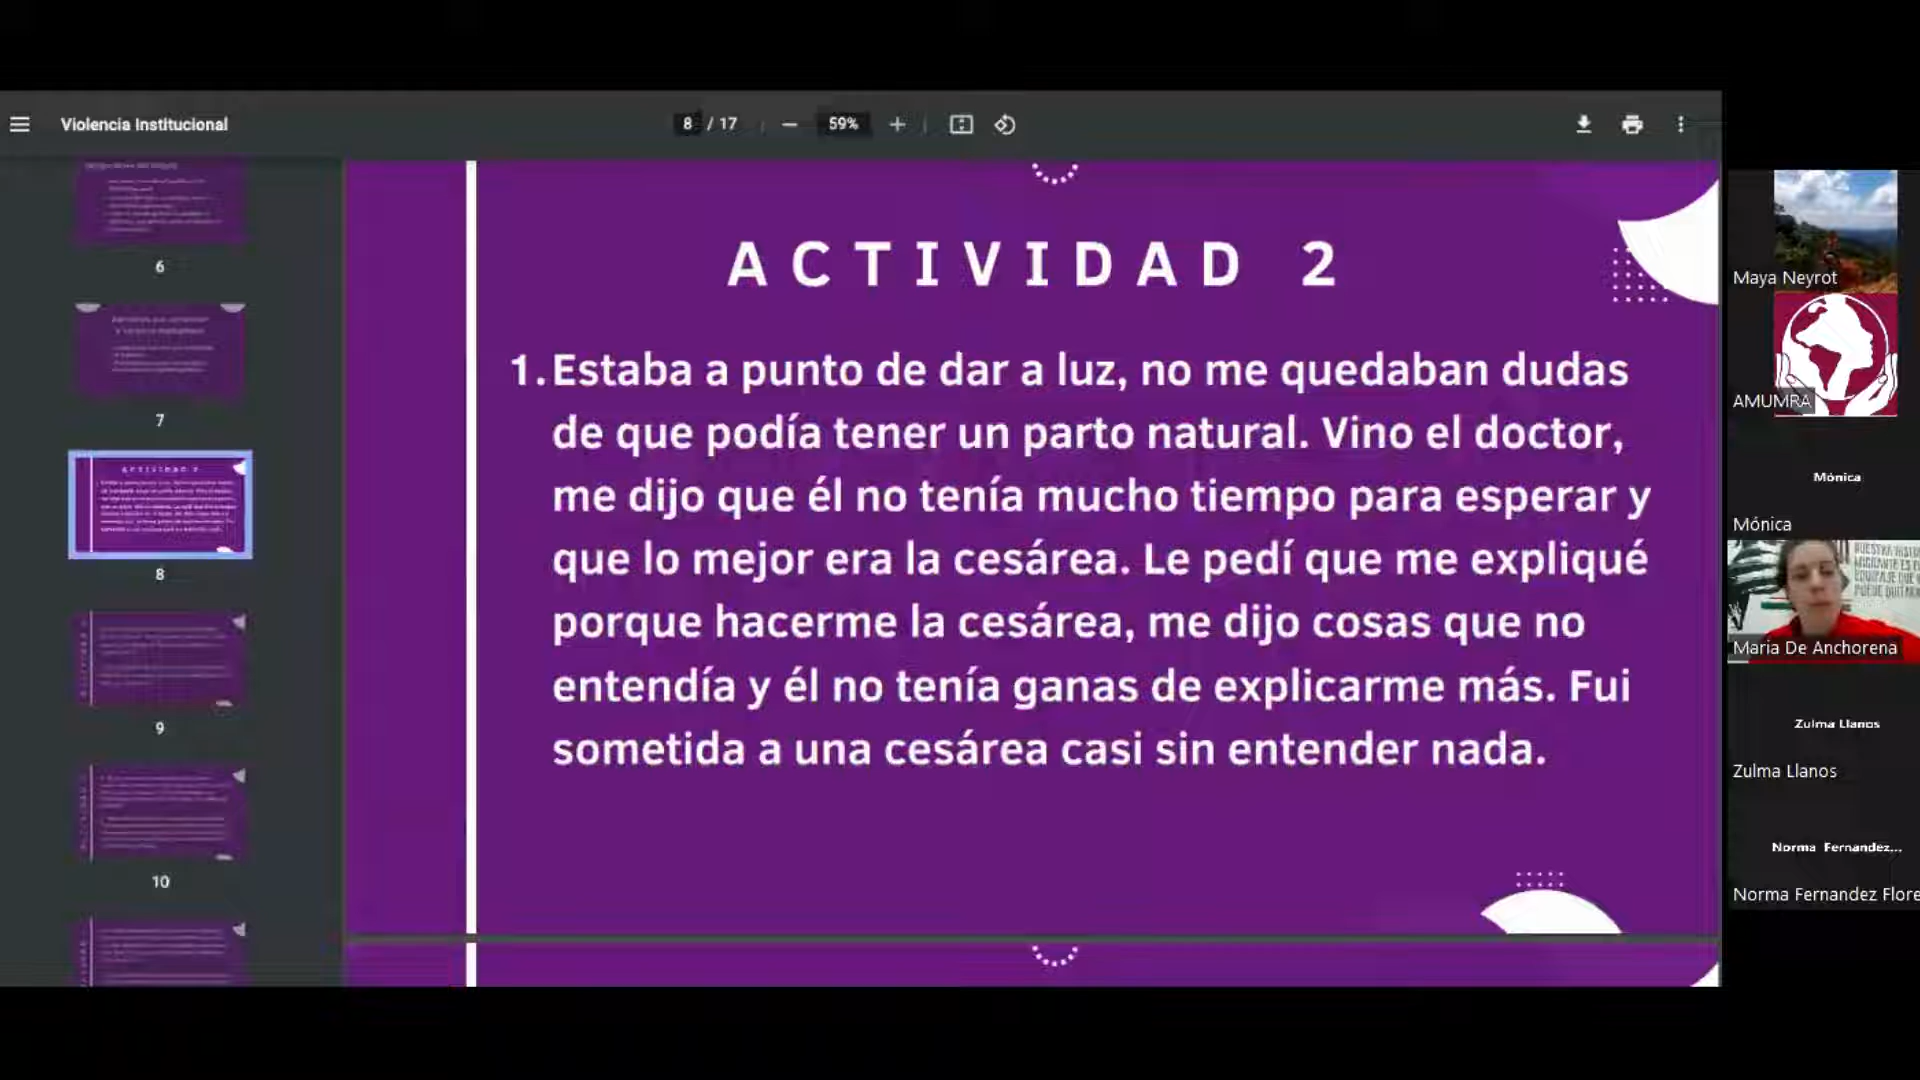 Violencia Institucional
8 / 17
59%
6
7
8
9
10
ACTIVIDAD 2
1. Estaba a punto de dar a luz, no me quedaban dudas
de que podía tener un parto natural. Vino el doctor,
me dijo que él no tenía mucho tiempo para esperar y
que lo mejor era la cesárea. Le pedí que me expliqué
porque hacerme la cesárea, me dijo cosas que no
entendía y él no tenía ganas de explicarme más. Fui
sometida a una cesárea casi sin entender nada.
Maya Neyrot
AMUMRA
Mónica
Mónica
Maria De Anchorena
Zulma Llanos
Zulma Llanos
Norma Fernandez...
Norma Fernandez Flore